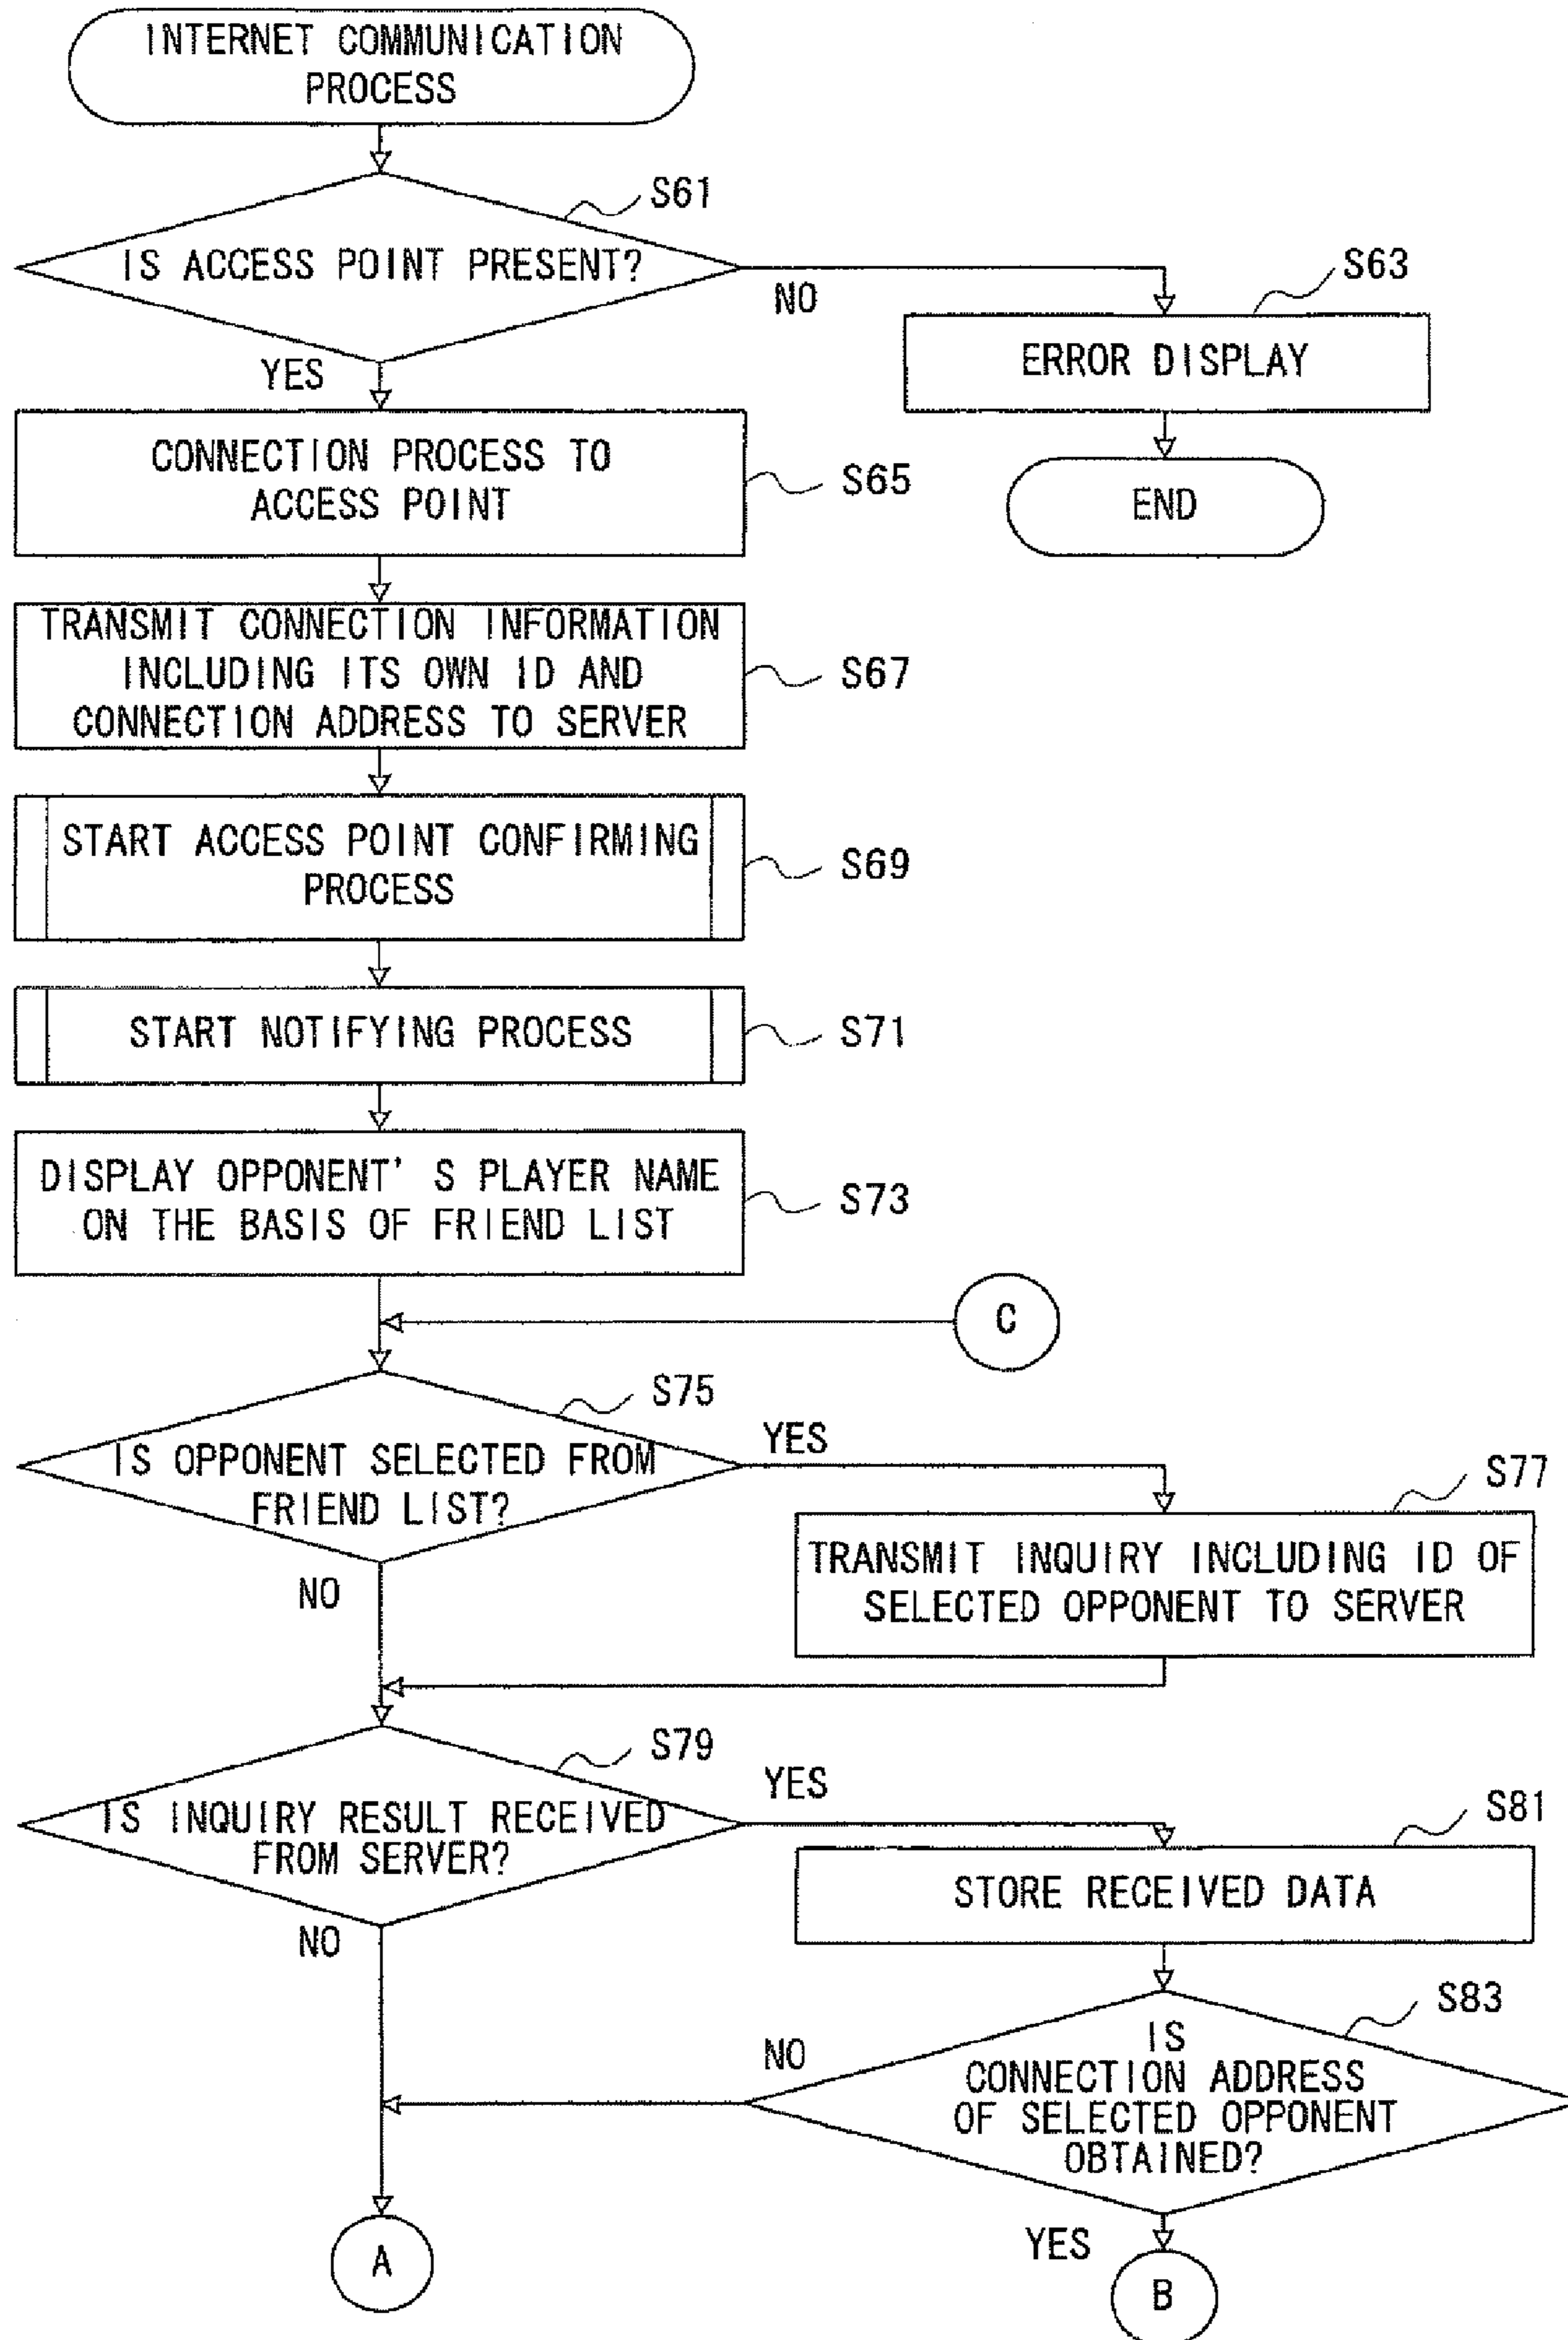 INTERNET COMMUNICATION
PROCESS
S61
IS ACCESS POINT PRESENT?
NO
YES
S63
ERROR DISPLAY
END
CONNECTION PROCESS TO
ACCESS POINT
S65
TRANSMIT CONNECTION INFORMATION
INCLUDING ITS OWN ID AND
CONNECTION ADDRESS TO SERVER
S67
START ACCESS POINT CONFIRMING
PROCESS
S69
START NOTIFYING PROCESS
S71
DISPLAY OPPONENT' S PLAYER NAME
ON THE BASIS OF FRIEND LIST
S73
C
S75
IS OPPONENT SELECTED FROM
FRIEND LIST?
YES
NO
S77
TRANSMIT INQUIRY INCLUDING ID OF
SELECTED OPPONENT TO SERVER
S79
IS INQUIRY RESULT RECEIVED
FROM SERVER?
YES
NO
S81
STORE RECEIVED DATA
S83
IS
CONNECTION ADDRESS
OF SELECTED OPPONENT
OBTAINED?
NO
YES
A
B